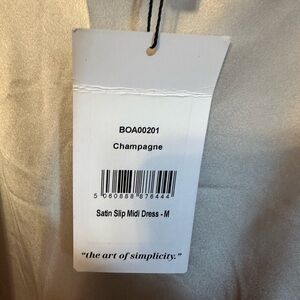 BOA00201
Champagne
5 060888 876444
Satin Slip Midi Dress - M
"the art of simplicity."